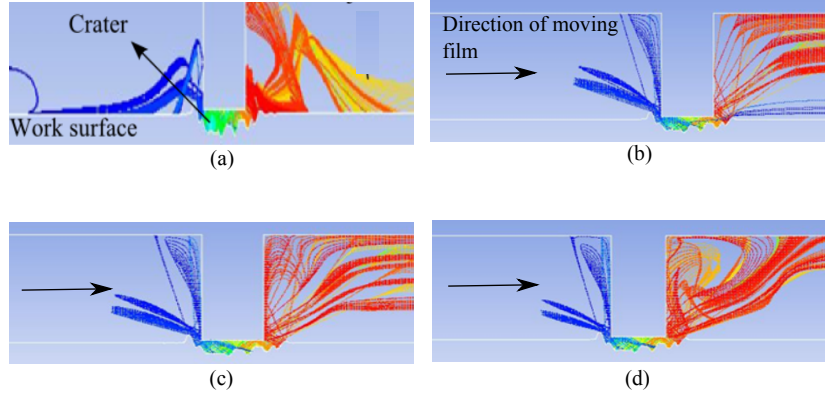 Crater
Work surface
(a)
Direction of moving
film
(b)
(c)
(d)